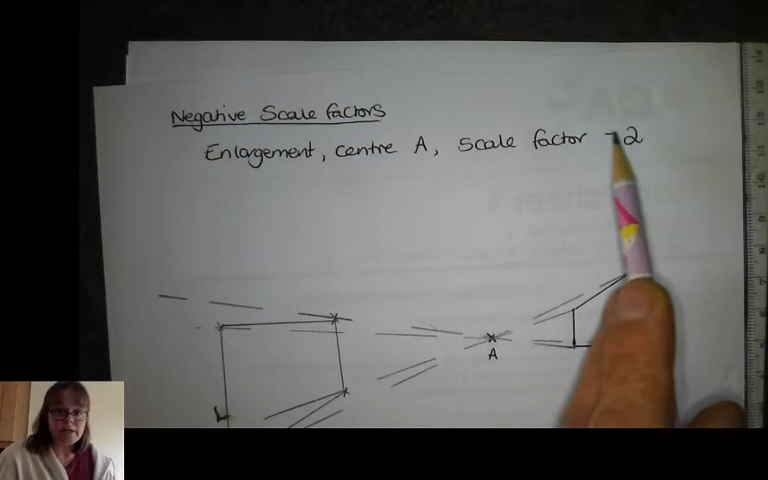 Negative Scale factors
Enlargement, centre A, Scale factor -2
A